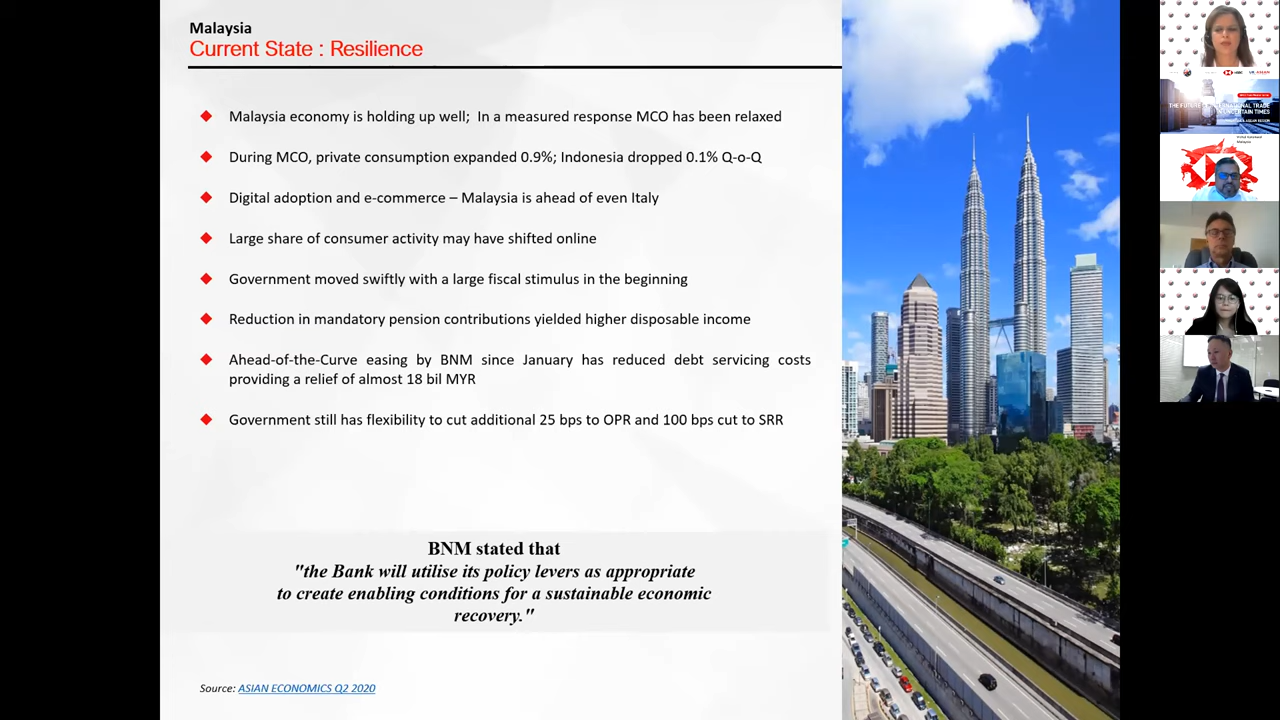 Malaysia
Current State : Resilience
Malaysia economy is holding up well; In a measured response MCO has been relaxed
During MCO, private consumption expanded 0.9%; Indonesia dropped 0.1% Q-o-Q
Digital adoption and e-commerce – Malaysia is ahead of even Italy
Large share of consumer activity may have shifted online
Government moved swiftly with a large fiscal stimulus in the beginning
Reduction in mandatory pension contributions yielded higher disposable income
Ahead-of-the-Curve easing by BNM since January has reduced debt servicing costs
providing a relief of almost 18 bil MYR
Government still has flexibility to cut additional 25 bps to OPR and 100 bps cut to SRR
BNM stated that
"the Bank will utilise its policy levers as appropriate
to create enabling conditions for a sustainable economic
recovery."
Source: ASIAN ECONOMICS Q2 2020
HSBC
UK-ASEAN
Malaysia